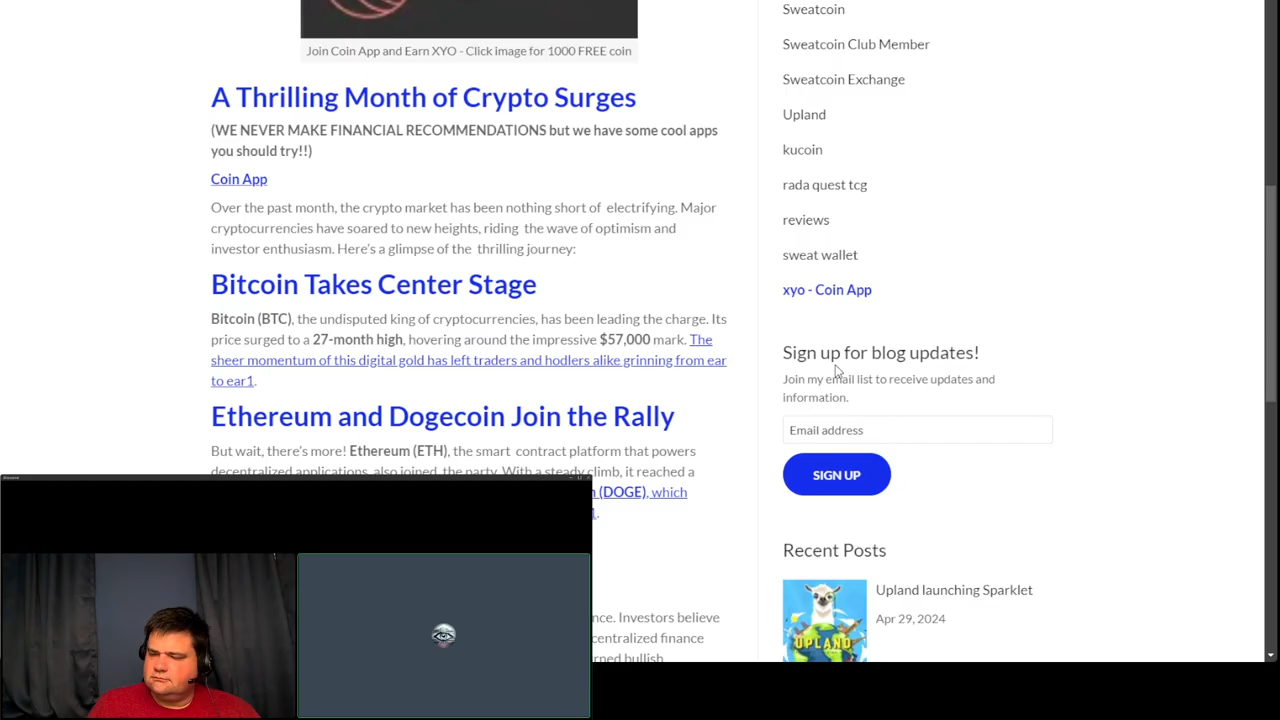 Join Coin App and Earn XYO - Click image for 1000 FREE coin
A Thrilling Month of Crypto Surges
(WE NEVER MAKE FINANCIAL RECOMMENDATIONS but we have some cool apps
you should try!!)
Coin App
Over the past month, the crypto market has been nothing short of electrifying. Major
cryptocurrencies have soared to new heights, riding the wave of optimism and
investor enthusiasm. Here's a glimpse of the thrilling journey:
Bitcoin Takes Center Stage
Bitcoin (BTC), the undisputed king of cryptocurrencies, has been leading the charge. Its
price surged to a 27-month high, hovering around the impressive $57,000 mark. The
sheer momentum of this digital gold has left traders and hodlers alike grinning from ear
to ear1.
Ethereum and Dogecoin Join the Rally
But wait, there's more! Ethereum (ETH), the smart contract platform that powers
decentralized applications, also joined the party. With a steady climb, it reached a
(DOGE), which
1.
nce. Investors believe
centralized finance
rned bullish
Sweatcoin
Sweatcoin Club Member
Sweatcoin Exchange
Upland
kucoin
rada quest tcg
reviews
sweat wallet
xyo - Coin App
Sign up for blog updates!
Join my email list to receive updates and
information.
Email address
SIGN UP
Recent Posts
Upland launching Sparklet
Apr 29, 2024
UPLAND